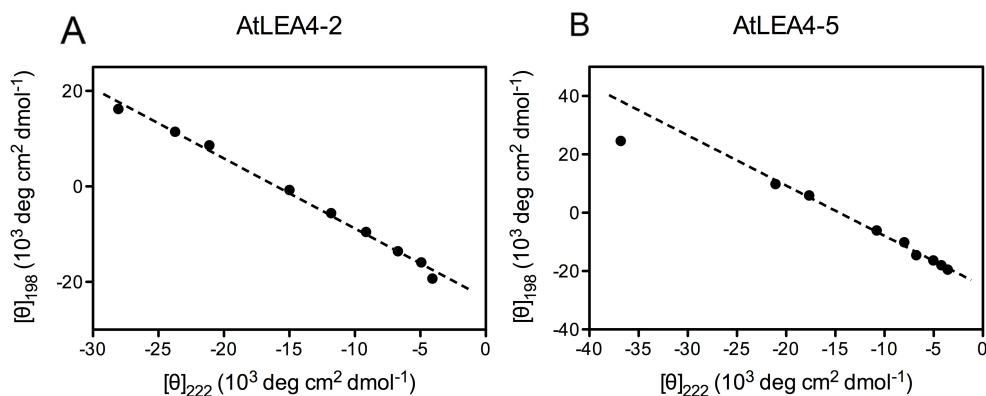 A AtLEA4-2
[θ]198 (10³ deg cm² dmol⁻¹)
20
0
-20
-30 -25 -20 -15 -10 -5 0
[θ]222 (10³ deg cm² dmol⁻¹)
B AtLEA4-5
[θ]198 (10³ deg cm² dmol⁻¹)
40
20
0
-20
-40
-40 -35 -30 -25 -20 -15 -10 -5 0
[θ]222 (10³ deg cm² dmol⁻¹)